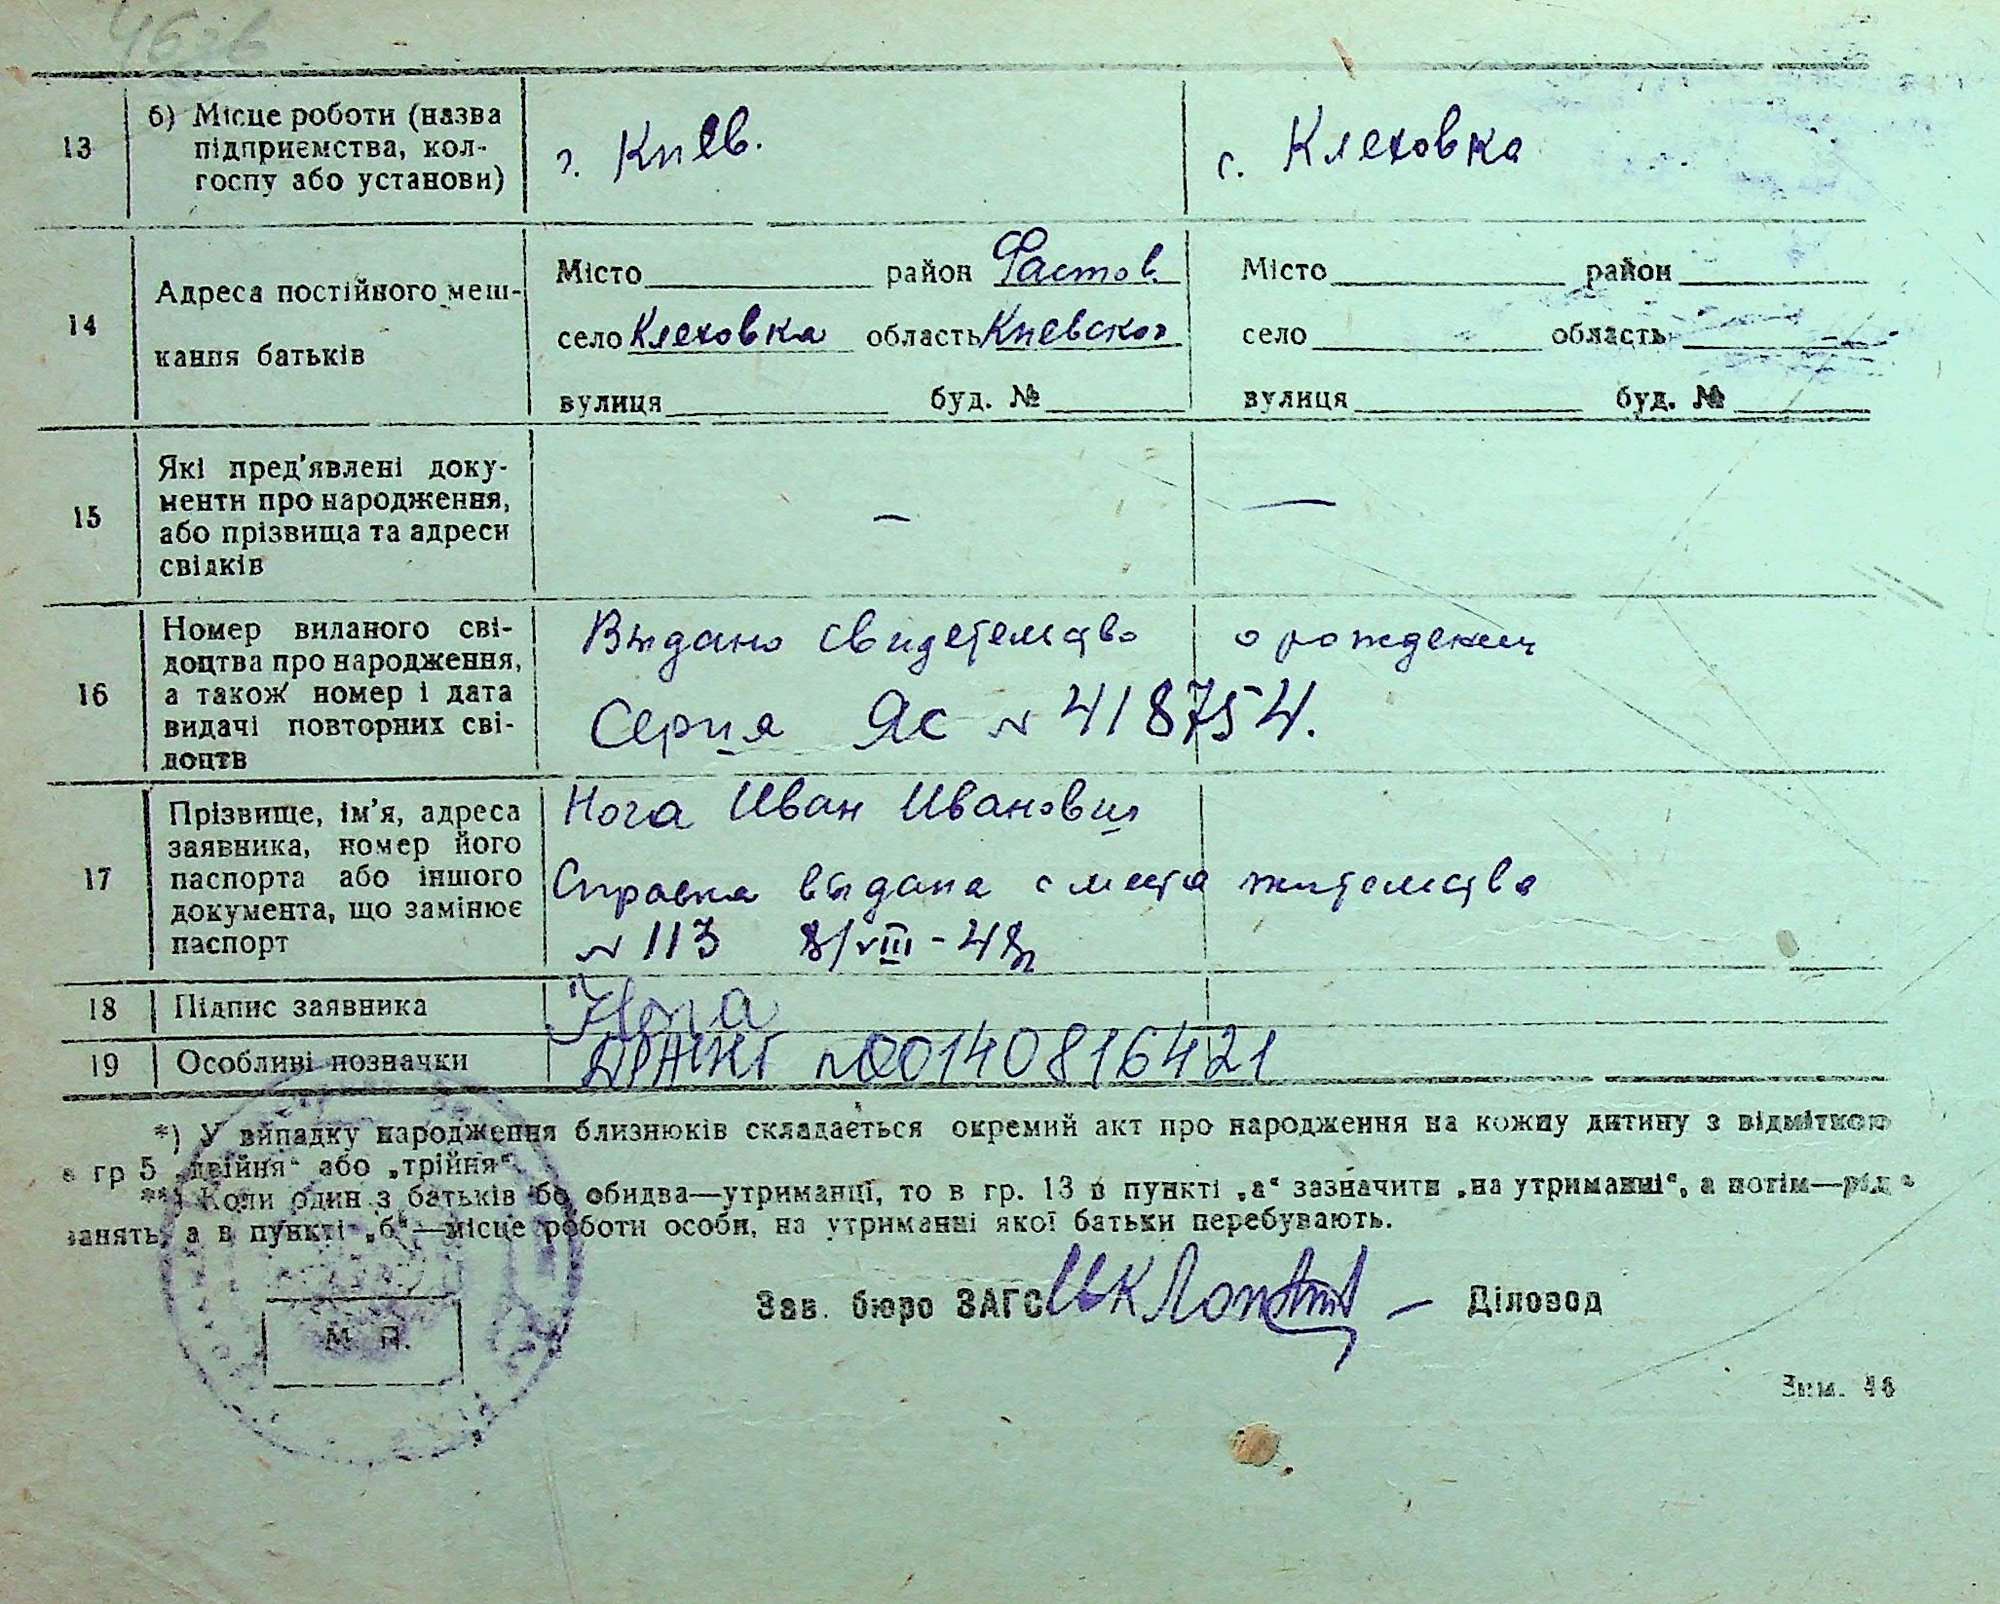 13
б) Місце роботи (назва
підприємства, кол-
госпу або установи)
г. Киев.
с. Клеховка
14
Адреса постійного меш-
кання батьків
Місто район Фастов.
село Клеховка область Киевской
вулиця буд. №
Місто район
село область
вулиця буд. №
15
Які пред'явлені доку-
менти про народження,
або прізвища та адреси
свідків
—
—
16
Номер виланого сві-
доцтва про народження,
а також номер і дата
видачі повторних сві-
доцтв
Выдано свидетельство о рождении
Серия Яс № 418754.
17
Прізвище, ім'я, адреса
заявника, номер його
паспорта або іншого
документа, що замінює
паспорт
Нога Иван Иванович
Справка выдана с места жительства
№ 113 8/VIII-48г
18
Підпис заявника
Нога
19
Особливі позначки
ДРАЦСГ №00140816421
*) У випадку народження близнюків складається окремий акт про народження на кожну дитину з відміткою
в гр 5 „двійня“ або „трійня“.
**) Коли один з батьків або обидва—утриманці, то в гр. 13 в пункті „а“ зазначити „на утриманні“, а потім—рід
занять, а в пункті „б“—місце роботи особи, на утриманні якої батьки перебувають.
Зав. бюро ЗАГС
Діловод
М. П.